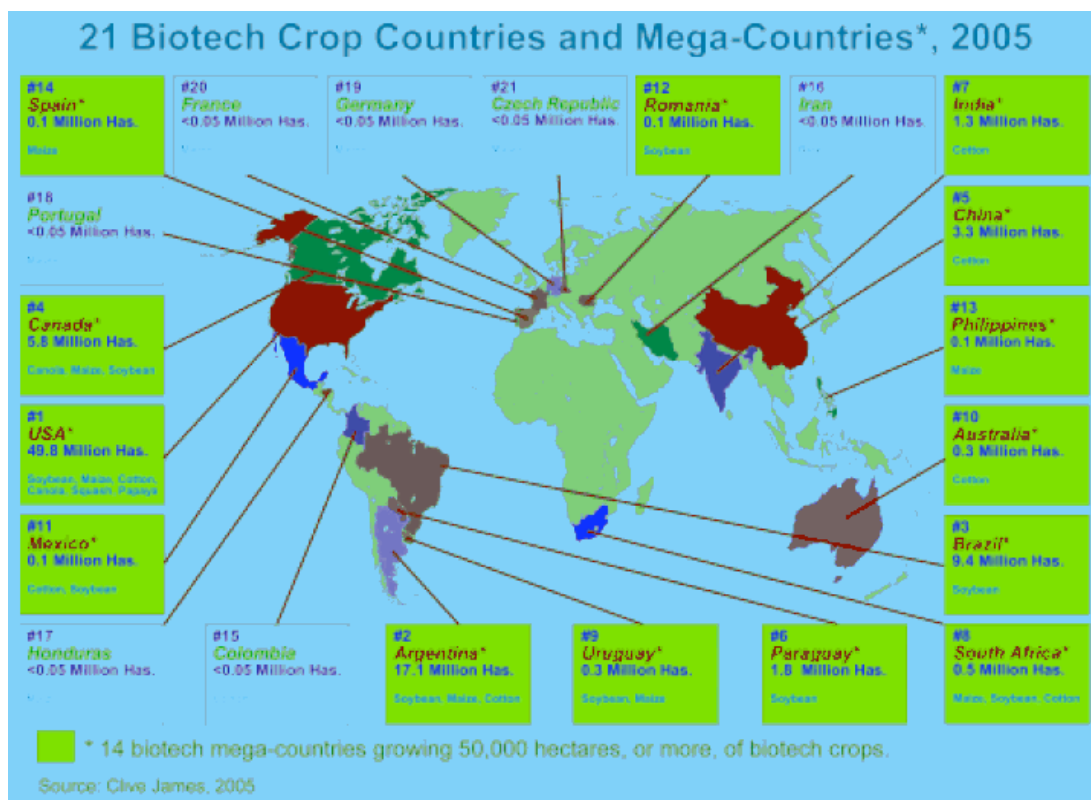 21 Biotech Crop Countries and Mega-Countries*, 2005
#14
Spain*
0.1 Million Has.
Maize
#20
France
<0.05 Million Has.
#19
Germany
<0.05 Million Has.
#21
Czech Republic
<0.05 Million Has.
#12
Romania*
0.1 Million Has.
Soybean
#16
Iran
<0.05 Million Has.
#7
India*
1.3 Million Has.
Cotton
#18
Portugal
<0.05 Million Has.
#5
China*
3.3 Million Has.
Cotton
#4
Canada*
5.8 Million Has.
Canola, Maize, Soybean
#13
Philippines*
0.1 Million Has.
Maize
#1
USA*
49.8 Million Has.
Soybean, Maize, Cotton,
Canola, Squash, Papaya
#10
Australia*
0.3 Million Has.
Cotton
#11
Mexico*
0.1 Million Has.
Cotton, Soybean
#3
Brazil*
9.4 Million Has.
Soybean
#17
Honduras
<0.05 Million Has.
#15
Colombia
<0.05 Million Has.
#2
Argentina*
17.1 Million Has.
Soybean, Maize, Cotton
#9
Uruguay*
0.3 Million Has.
Soybean, Maize
#6
Paraguay*
1.8 Million Has.
Soybean
#8
South Africa*
0.5 Million Has.
Maize, Soybean, Cotton
* 14 biotech mega-countries growing 50,000 hectares, or more, of biotech crops.
Source: Clive James, 2005